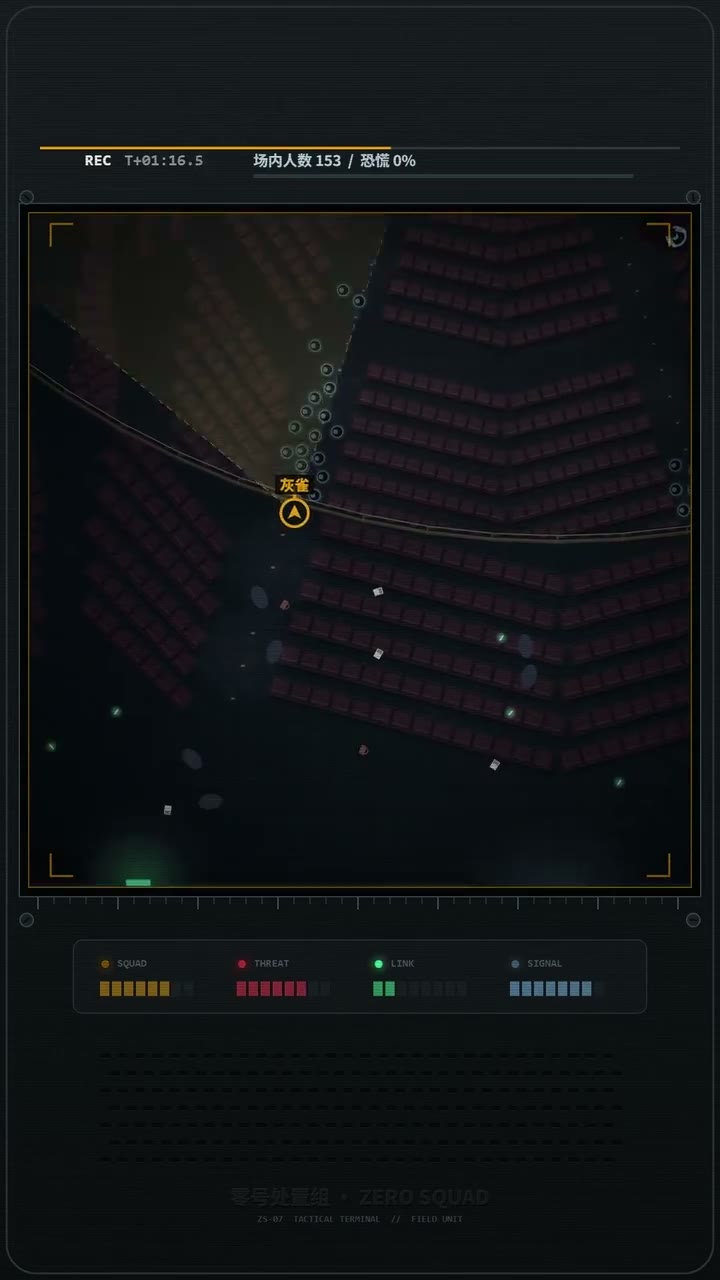 REC T+01:16.5 场内人数 153 / 恐慌 0%
灰雀
SQUAD THREAT LINK SIGNAL
零号处置组 · ZERO SQUAD
ZS-07 TACTICAL TERMINAL // FIELD UNIT